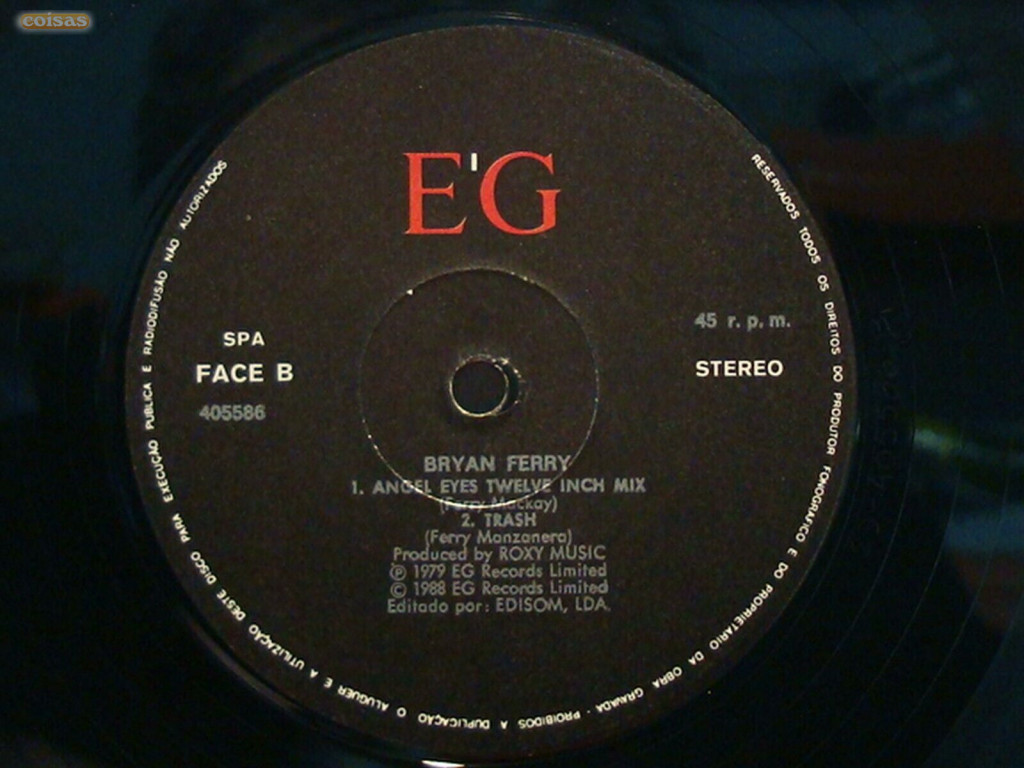 coisas
E'G
SPA
FACE B
405586
45 r.p.m.
STEREO
BRYAN FERRY
1. ANGEL EYES TWELVE INCH MIX
(Ferry Mackay)
2. TRASH
(Ferry Manzanera)
Produced by ROXY MUSIC
Ⓟ 1979 EG Records Limited
© 1988 EG Records Limited
Editado por: EDISOM, LDA.
RESERVADOS TODOS OS DIREITOS DO PRODUTOR FONOGRAFICO E DO PROPRIETARIO DA OBRA GRAVADA - PROIBIDOS A DUPLICAÇÃO O ALUGUER E A UTILIZAÇÃO DESTE DISCO PARA EXECUÇÃO PUBLICA E RADIODIFUSÃO NÃO AUTORIZADOS